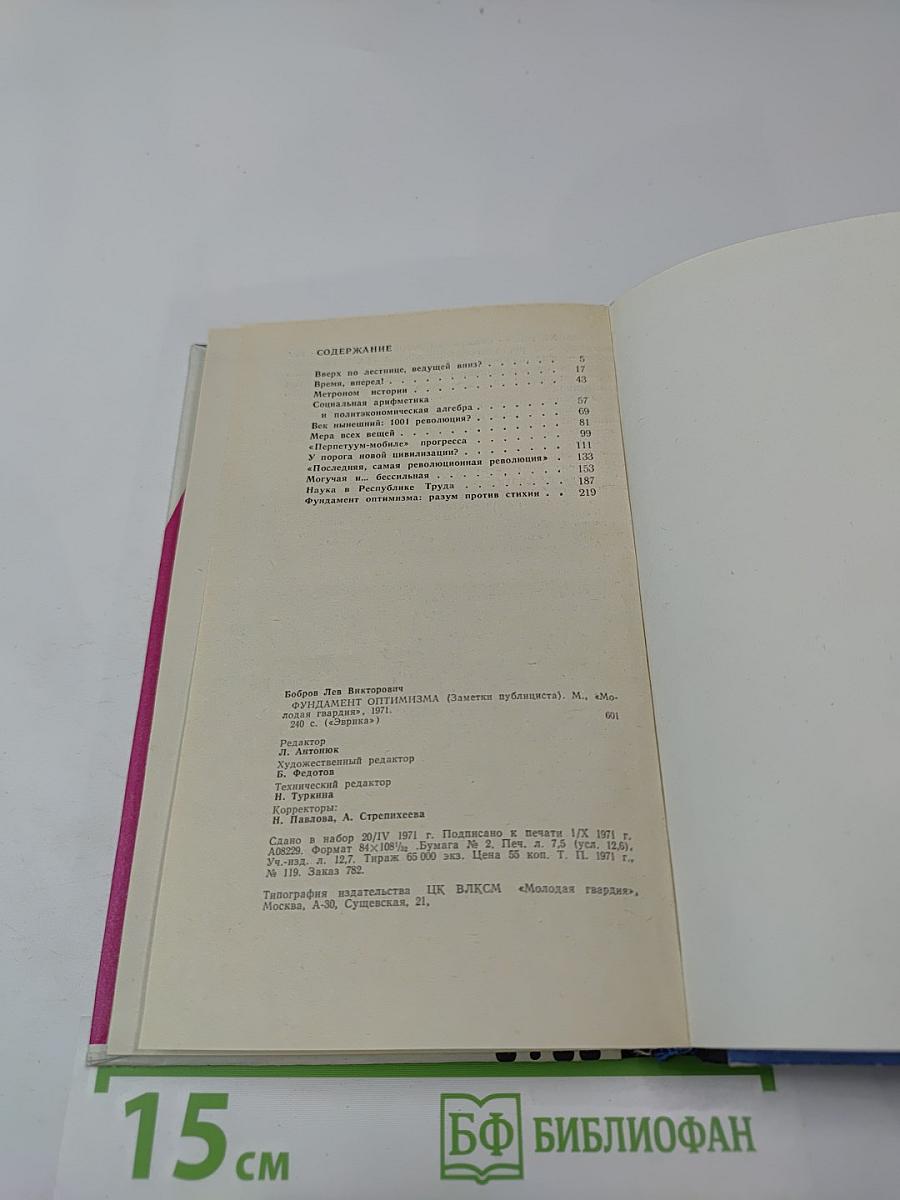 СОДЕРЖАНИЕ
Вверх по лестнице, ведущей вниз? . . . . . . 5
Время, вперед! . . . . . . . . . . . . . 17
Метроном истории . . . . . . . . . . . 43
Социальная арифметика
и политэкономическая алгебра . . . . . . 57
Век нынешний: 1001 революция? . . . . . . 69
Мера всех вещей . . . . . . . . . . . . 81
«Перпетуум-мобиле» прогресса . . . . . . . 99
У порога новой цивилизации? . . . . . . . 111
«Последняя, самая революционная революция» . 133
Могучая и... бессильная . . . . . . . . . 153
Наука в Республике Труда . . . . . . . . 187
Фундамент оптимизма: разум против стихии . . 219
Бобров Лев Викторович
ФУНДАМЕНТ ОПТИМИЗМА (Заметки публициста). М., «Мо-
лодая гвардия», 1971.
240 с. («Эврика») 601
Редактор
Л. Антонюк
Художественный редактор
Б. Федотов
Технический редактор
Н. Туркина
Корректоры:
Н. Павлова, А. Стрепихеева
Сдано в набор 20/IV 1971 г. Подписано к печати 1/X 1971 г.
А08229. Формат 84×108¹/₃₂ .Бумага № 2. Печ. л. 7,5 (усл. 12,6).
Уч.-изд. л. 12,7. Тираж 65 000 экз. Цена 55 коп. Т. П. 1971 г.,
№ 119. Заказ 782.
Типография издательства ЦК ВЛКСМ «Молодая гвардия»,
Москва, А-30, Сущевская, 21,
15 см
БФ БИБЛИОФАН